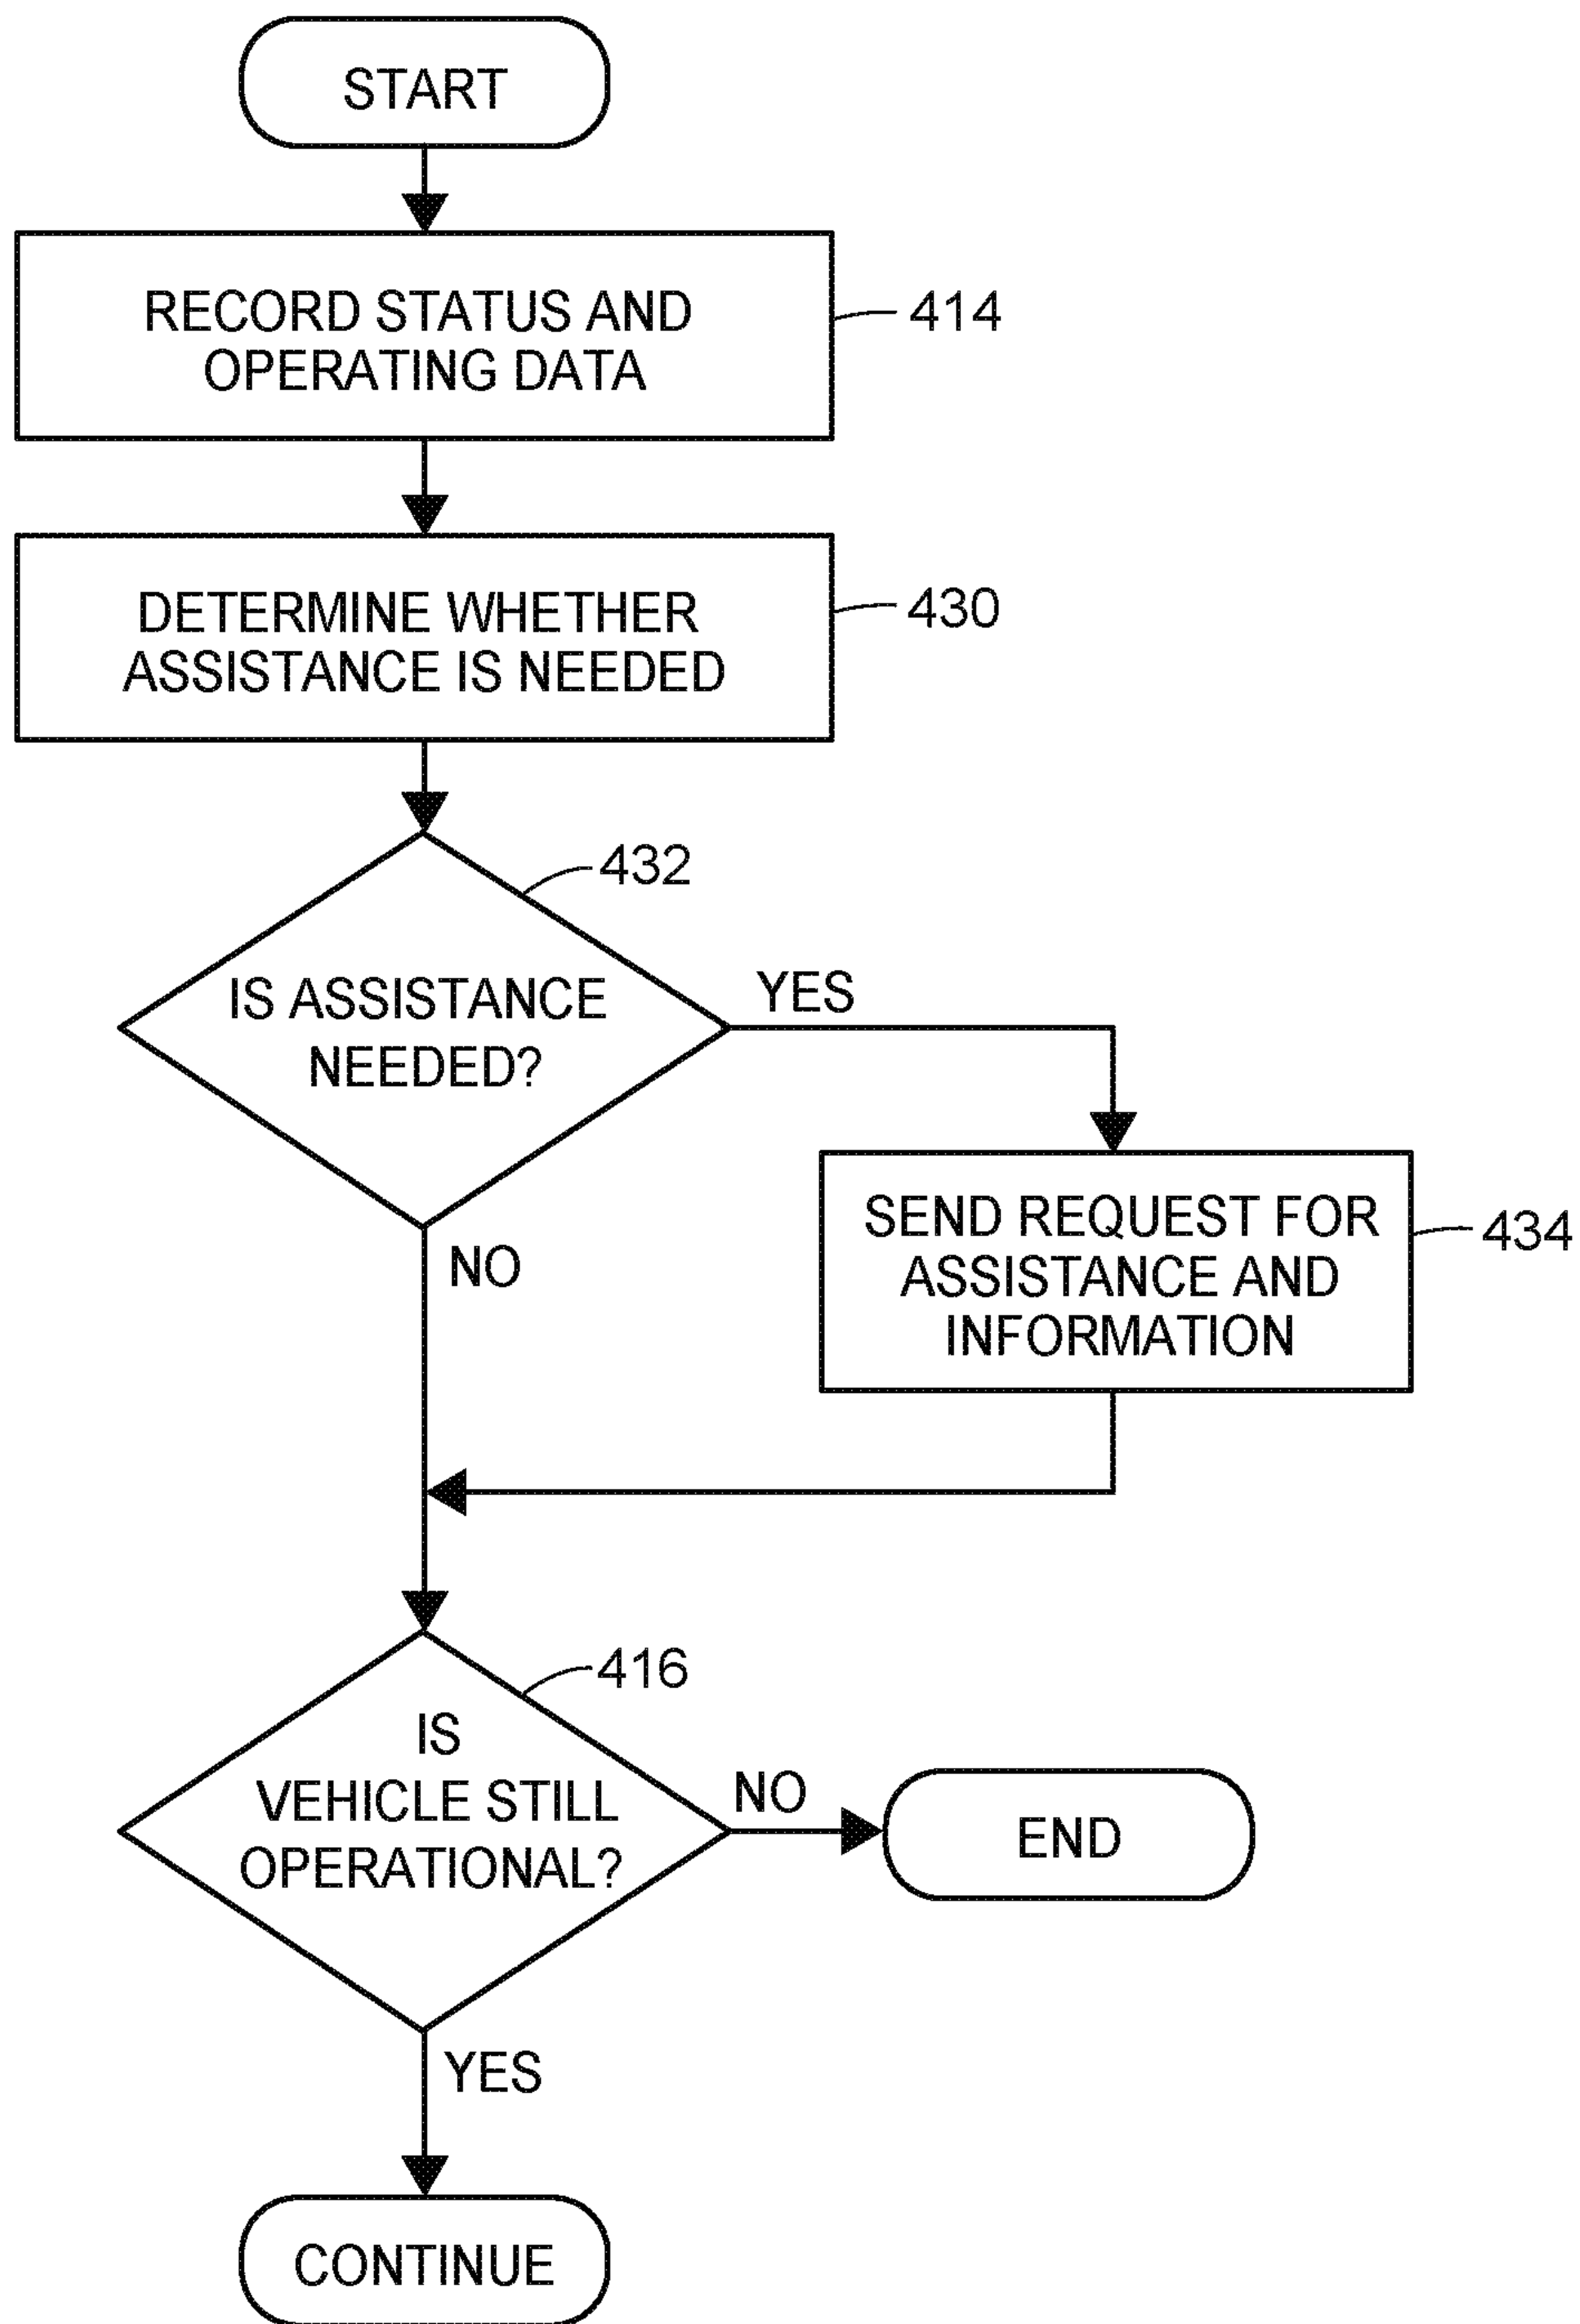 START
RECORD STATUS AND
OPERATING DATA
414
DETERMINE WHETHER
ASSISTANCE IS NEEDED
430
432
IS ASSISTANCE
NEEDED?
YES
NO
SEND REQUEST FOR
ASSISTANCE AND
INFORMATION
434
416
IS
VEHICLE STILL
OPERATIONAL?
NO
END
YES
CONTINUE